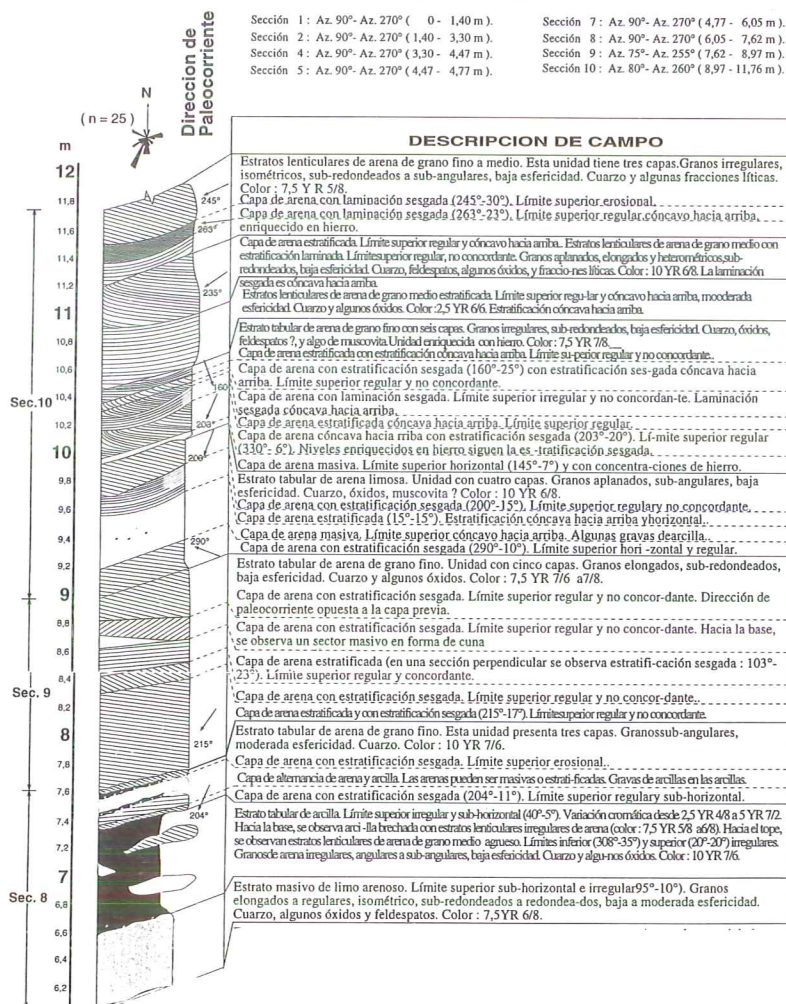 Sección 1 : Az. 90°- Az. 270° ( 0 - 1,40 m ).
Sección 2 : Az. 90°- Az. 270° ( 1,40 - 3,30 m ).
Sección 4 : Az. 90°- Az. 270° ( 3,30 - 4,47 m ).
Sección 5 : Az. 90°- Az. 270° ( 4,47 - 4,77 m ).
Sección 7 : Az. 90°- Az. 270° ( 4,77 - 6,05 m ).
Sección 8 : Az. 90°- Az. 270° ( 6,05 - 7,62 m ).
Sección 9 : Az. 75°- Az. 255° ( 7,62 - 8,97 m ).
Sección 10 : Az. 80°- Az. 260° ( 8,97 - 11,76 m ).
Direccion de
Paleocorriente
N
( n = 25 )
m
DESCRIPCION DE CAMPO
Estratos lenticulares de arena de grano fino a medio. Esta unidad tiene tres capas.Granos irregulares,
isométricos, sub-redondeados a sub-angulares, baja esfericidad. Cuarzo y algunas fracciones líticas.
Color : 7,5 Y R 5/8.
Capa de arena con laminación sesgada (245°-30°). Límite superior erosional.
Capa de arena con laminación sesgada (263°-23°). Límite superior regular,cóncavo hacia arriba,
enriquecido en hierro.
Capa de arena estratificada. Límite superior regular y cóncavo hacia arriba.. Estratos lenticulares de arena de grano medio con
estratificación laminada. Límitesuperior regular, no concordante. Granos aplanados, elongados y heterométricos,sub-
redondeados, baja esfericidad. Cuarzo, feldespatos, algunos óxidos, y fraccio-nes líticas. Color : 10 YR 6/8. La laminación
sesgada es cóncava hacia arriba.
Estratos lenticulares de arena de grano medio estratificada. Límite superior regu-lar y cóncavo hacia arriba, mooderada
esfericidad. Cuarzo y algunos óxidos. Color :2,5 YR 6/6. Estratificación cóncava hacia arriba.
Estrato tabular de arena de grano fino con seis capas. Granos irregulares, sub-redondeados, baja esfericidad. Cuarzo, óxidos,
feldespatos ?, y algo de muscovita.Unidad enriquecida con hierro. Color : 7,5 YR 7/8.
Capa de arena estratificada con estratificación cóncava hacia arriba. Límite su-perior regular y no concordante..
Capa de arena con estratificación sesgada (160°-25°) con estratificación ses-gada cóncava hacia
arriba. Límite superior regular y no concordante.
Capa de arena con laminación sesgada. Límite superior irregular y no concordan-te. Laminación
sesgada cóncava hacia arriba.
Capa de arena estratificada cóncava hacia arriba. Límite superior regular.
Capa de arena cóncava hacia rriba con estratificación sesgada (203°-20°). Lí-mite superior regular
(330°- 6°). Niveles enriquecidos en hierro siguen la es -tratificación sesgada.
Capa de arena masiva. Límite superior horizontal (145°-7°) y con concentra-ciones de hierro.
Estrato tabular de arena limosa. Unidad con cuatro capas. Granos aplanados, sub-angulares, baja
esfericidad. Cuarzo, óxidos, muscovita ? Color : 10 YR 6/8.
Capa de arena con estratificación sesgada (200°-15°). Límite superior regulary no concordante.
Capa de arena estratificada (15°-15°). Estratificación cóncava hacia arriba yhorizontal..
Capa de arena masiva. Límite superior cóncavo hacia arriba. Algunas gravas dearcilla..
Capa de arena con estratificación sesgada (290°-10°). Límite superior hori -zontal y regular.
Estrato tabular de arena de grano fino. Unidad con cinco capas. Granos elongados, sub-redondeados,
baja esfericidad. Cuarzo y algunos óxidos. Color : 7,5 YR 7/6 a7/8.
Capa de arena con estratificación sesgada. Límite superior regular y no concor-dante. Dirección de
paleocorriente opuesta a la capa previa.
Capa de arena con estratificación sesgada. Límite superior regular y no concor-dante. Hacia la base,
se observa un sector masivo en forma de cuna
Capa de arena estratificada (en una sección perpendicular se observa estratifi-cación sesgada : 103°-
23°). Límite superior regular y concordante.
Capa de arena con estratificación sesgada. Límite superior regular y no concor-dante..
Capa de arena estratificada y con estratificación sesgada (215°-17°). Límitesuperior regular y no concordante.
Estrato tabular de arena de grano fino. Esta unidad presenta tres capas. Granossub-angulares,
moderada esfericidad. Cuarzo. Color : 10 YR 7/6.
Capa de arena con estratificación sesgada. Límite superior erosional..
Capa de alternancia de arena y arcilla. Las arenas pueden ser masivas o estrati-ficadas. Gravas de arcillas en las arcillas.
Capa de arena con estratificación sesgada (204°-11°). Límite superior regulary sub-horizontal.
Estrato tabular de arcilla. Límite superior irregular y sub-horizontal (40°-5°). Variación cromática desde 2,5 YR 4/8 a 5 YR 7/2.
Hacia la base, se observa arci -lla brechada con estratos lenticulares irregulares de arena (color : 7,5 YR 5/8 a6/8). Hacia el tope,
se observan estratos lenticulares de arena de grano medio agrueso. Límites inferior (308°-35°) y superior (20°-20°) irregulares.
Granosde arena irregulares, angulares a sub-angulares, baja esfericidad. Cuarzo y algu-nos óxidos. Color : 10 YR 7/6.
Estrato masivo de limo arenoso. Límite superior sub-horizontal e irregular95°-10°). Granos
elongados a regulares, isométrico, sub-redondeados a redondea-dos, baja a moderada esfericidad.
Cuarzo, algunos óxidos y feldespatos. Color : 7,5YR 6/8.
12
11,8
11,6
11,4
11,2
11
10,8
10,6
10,4
10,2
10
9,8
9,6
9,4
9,2
9
8,8
8,6
8,4
8,2
8
7,8
7,6
7,4
7,2
7
6,8
6,6
6,4
6,2
Sec.10
Sec. 9
Sec. 8
245°
263°
235°
160°
203°
200°
290°
215°
204°